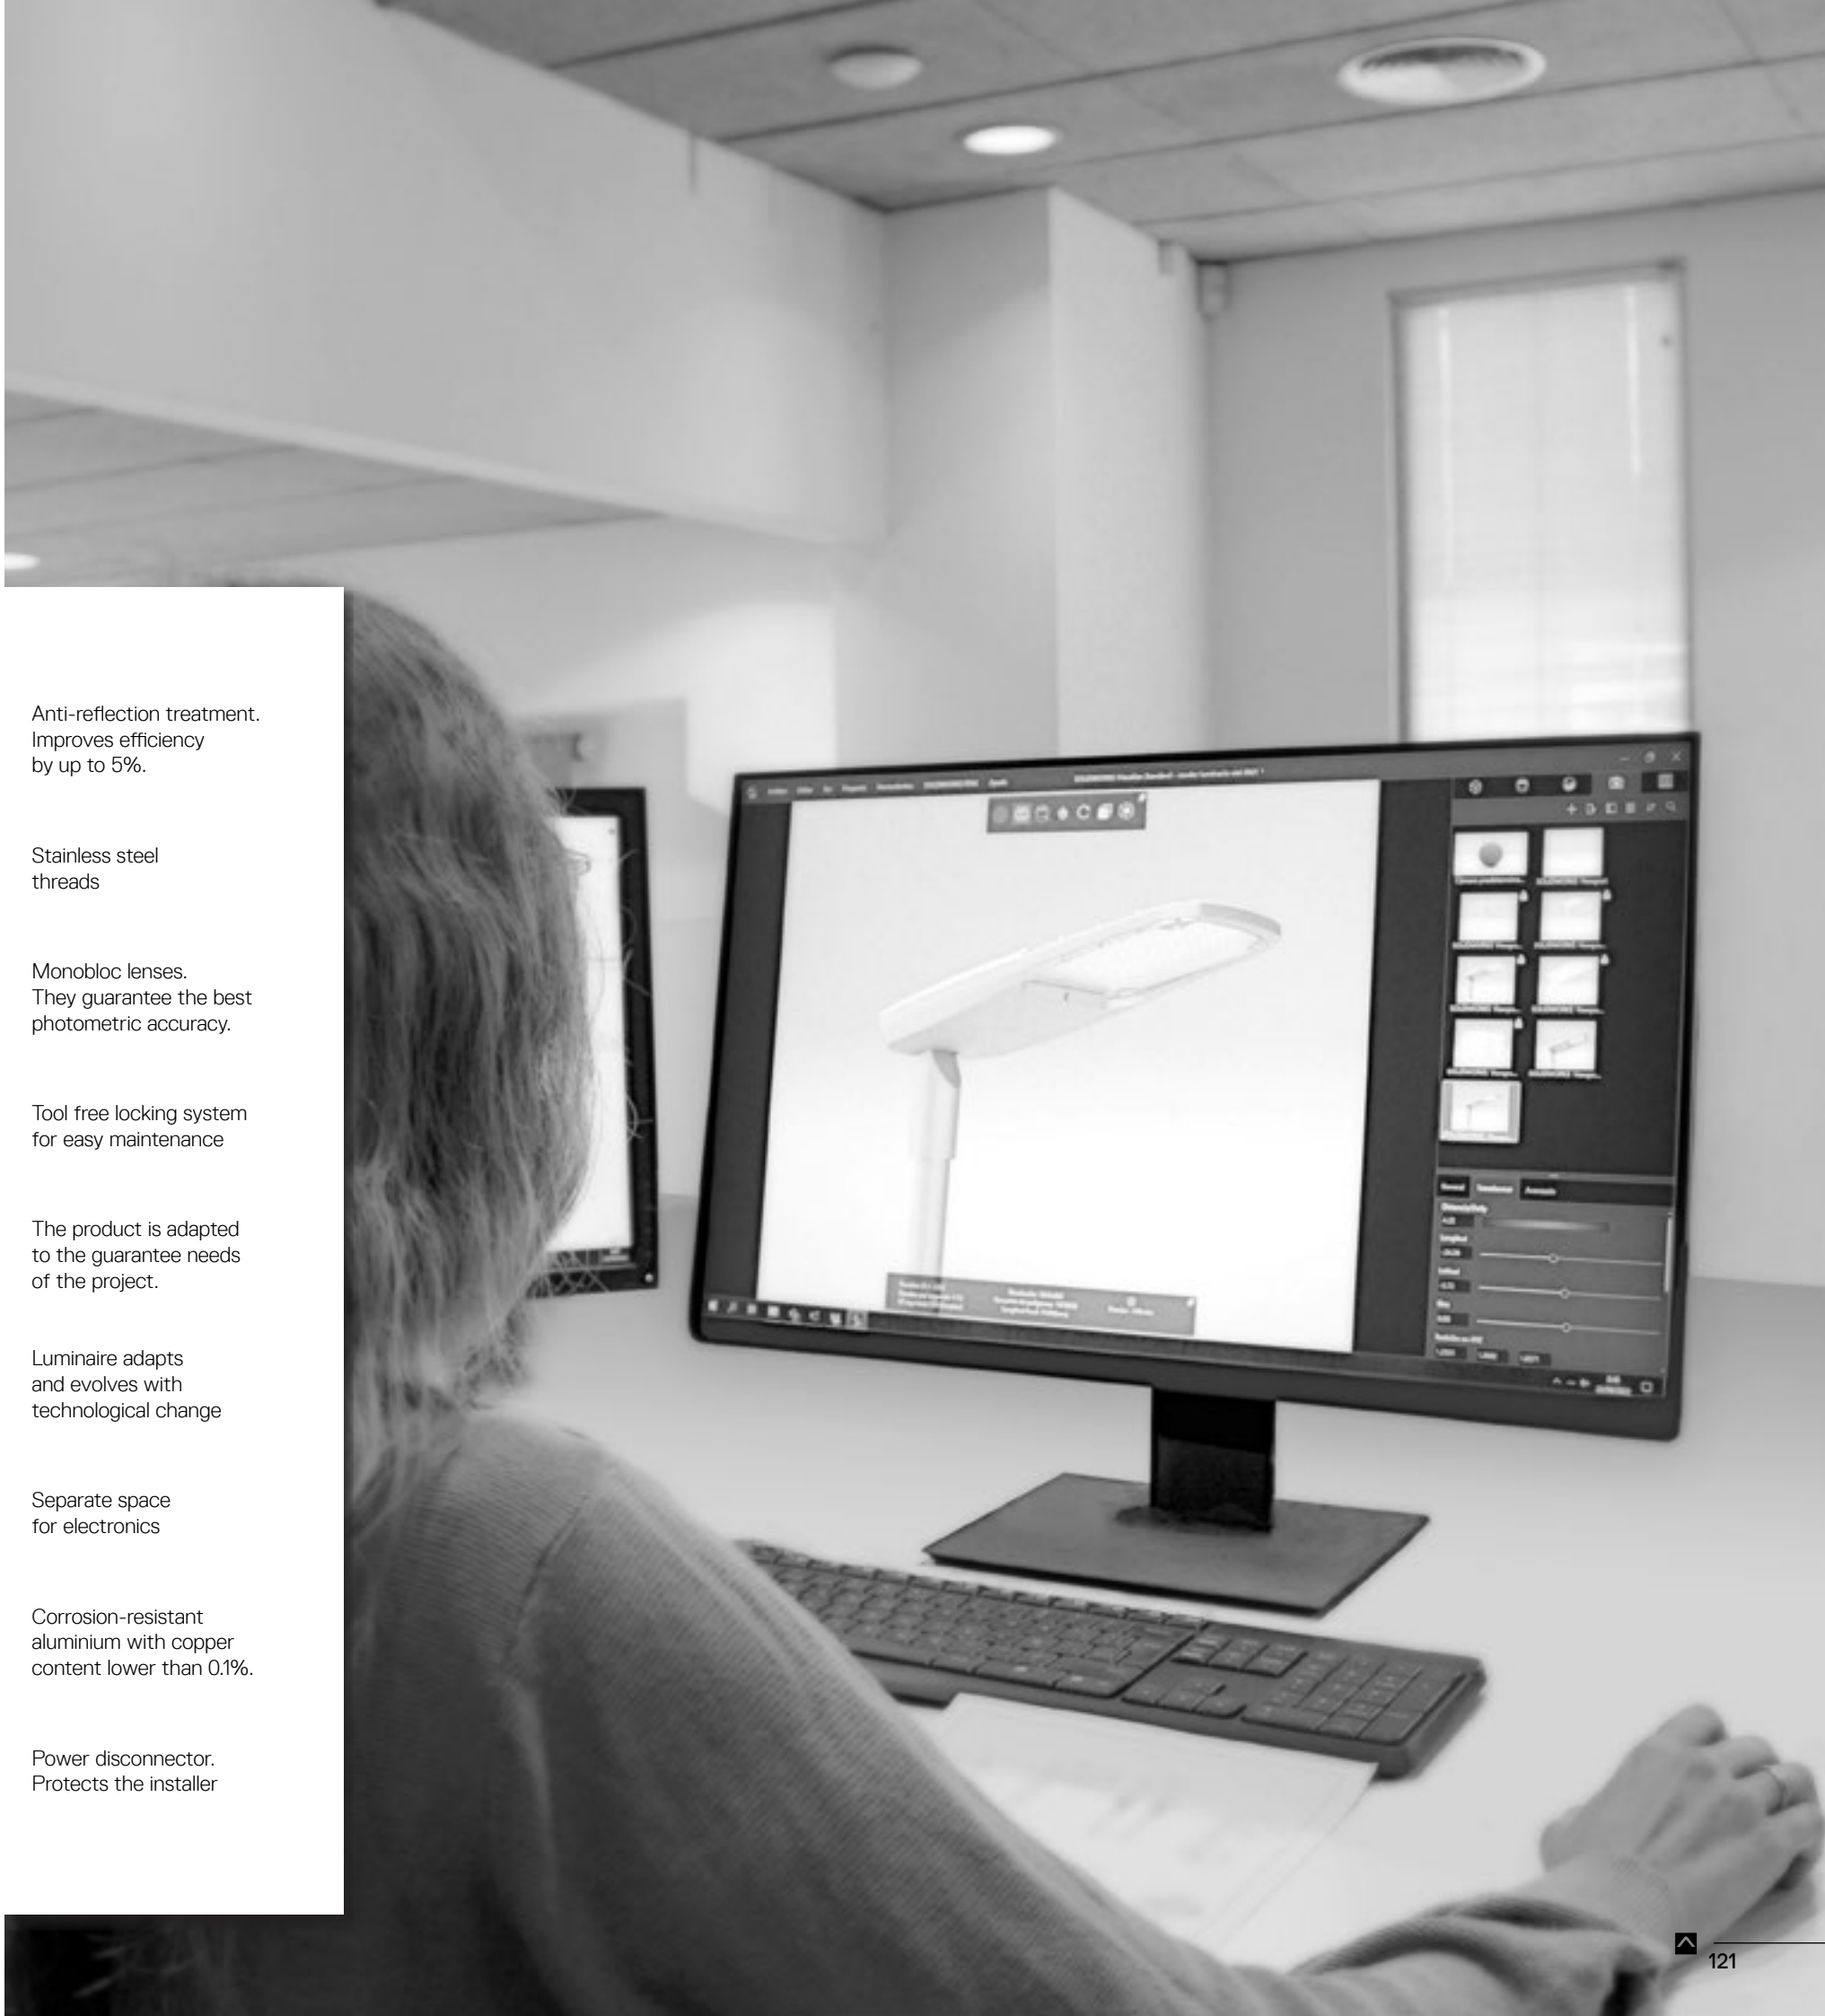 Anti-reflection treatment.
Improves efficiency
by up to 5%.
Stainless steel
threads
Monobloc lenses.
They guarantee the best
photometric accuracy.
Tool free locking system
for easy maintenance
The product is adapted
to the guarantee needs
of the project.
Luminaire adapts
and evolves with
technological change
Separate space
for electronics
Corrosion-resistant
aluminium with copper
content lower than 0.1%.
Power disconnector.
Protects the installer
121